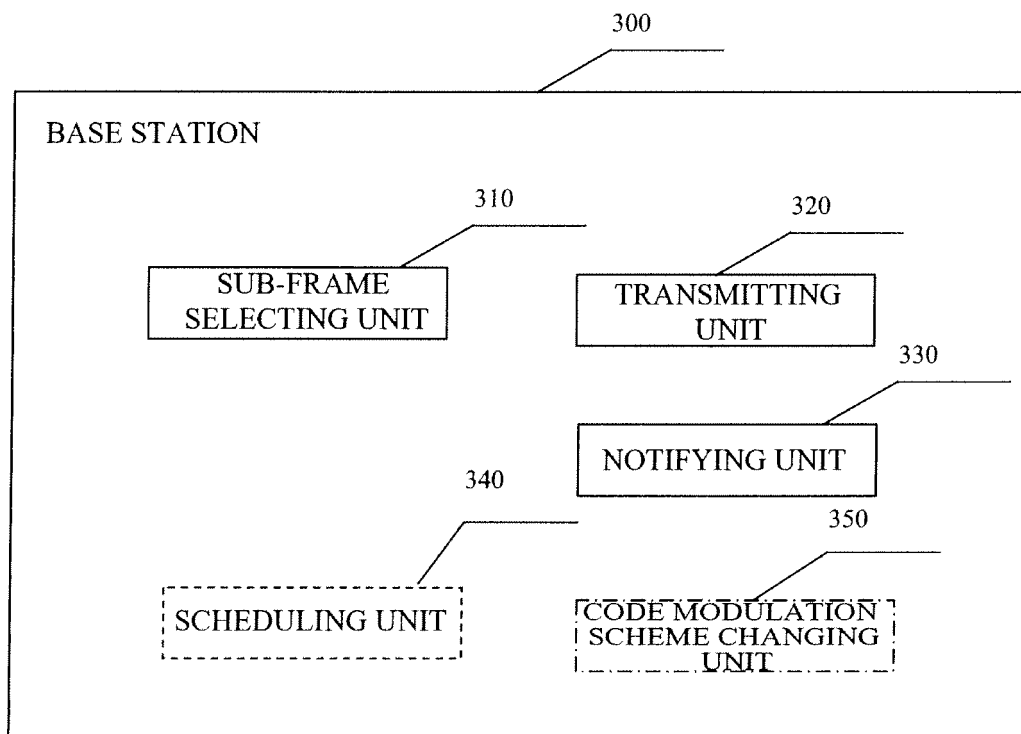 300
BASE STATION
310
320
SUB-FRAME
SELECTING UNIT
TRANSMITTING
UNIT
330
NOTIFYING UNIT
340
350
SCHEDULING UNIT
CODE MODULATION
SCHEME CHANGING
UNIT